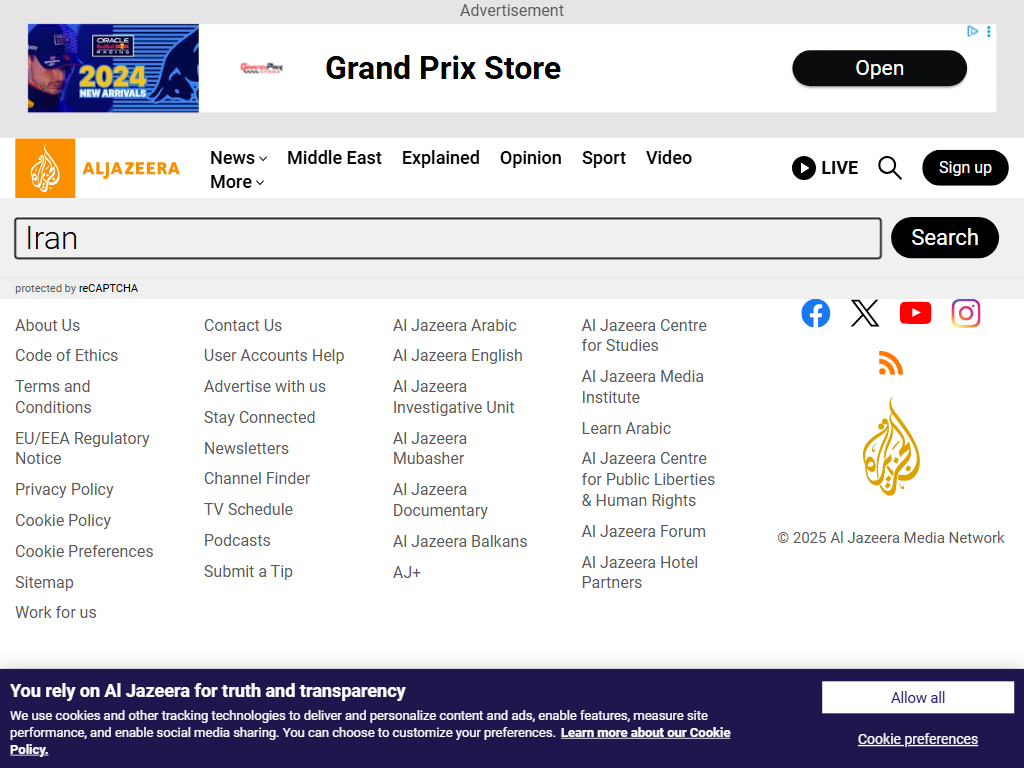 Advertisement
ORACLE
Red Bull
RACING
2024
NEW ARRIVALS
Grand Prix Store
Open
ALJAZEERA
News
Middle East
Explained
Opinion
Sport
Video
More
LIVE
Sign up
Iran
Search
protected by reCAPTCHA
About Us
Code of Ethics
Terms and
Conditions
EU/EEA Regulatory
Notice
Privacy Policy
Cookie Policy
Cookie Preferences
Sitemap
Work for us
Contact Us
User Accounts Help
Advertise with us
Stay Connected
Newsletters
Channel Finder
TV Schedule
Podcasts
Submit a Tip
Al Jazeera Arabic
Al Jazeera English
Al Jazeera
Investigative Unit
Al Jazeera
Mubasher
Al Jazeera
Documentary
Al Jazeera Balkans
AJ+
Al Jazeera Centre
for Studies
Al Jazeera Media
Institute
Learn Arabic
Al Jazeera Centre
for Public Liberties
& Human Rights
Al Jazeera Forum
Al Jazeera Hotel
Partners
© 2025 Al Jazeera Media Network
You rely on Al Jazeera for truth and transparency
We use cookies and other tracking technologies to deliver and personalize content and ads, enable features, measure site
performance, and enable social media sharing. You can choose to customize your preferences. Learn more about our Cookie
Policy.
Allow all
Cookie preferences